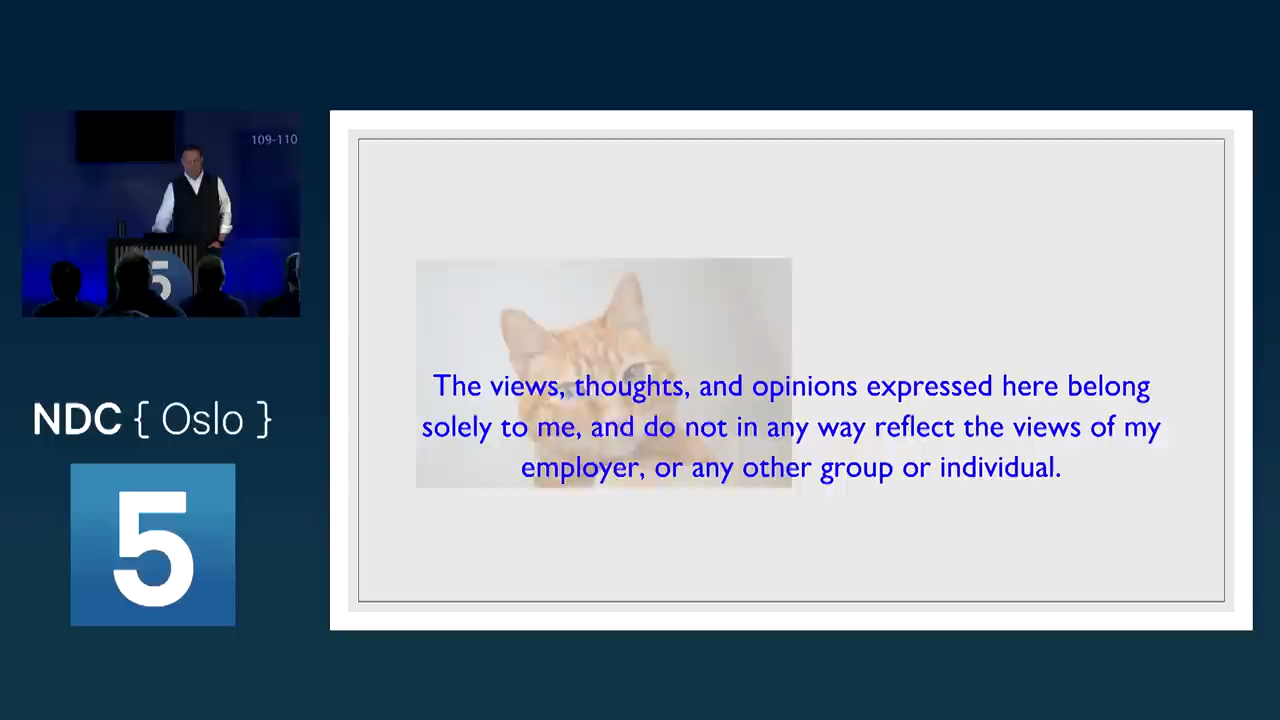 109-110
5
NDC { Oslo }
5
The views, thoughts, and opinions expressed here belong
solely to me, and do not in any way reflect the views of my
employer, or any other group or individual.